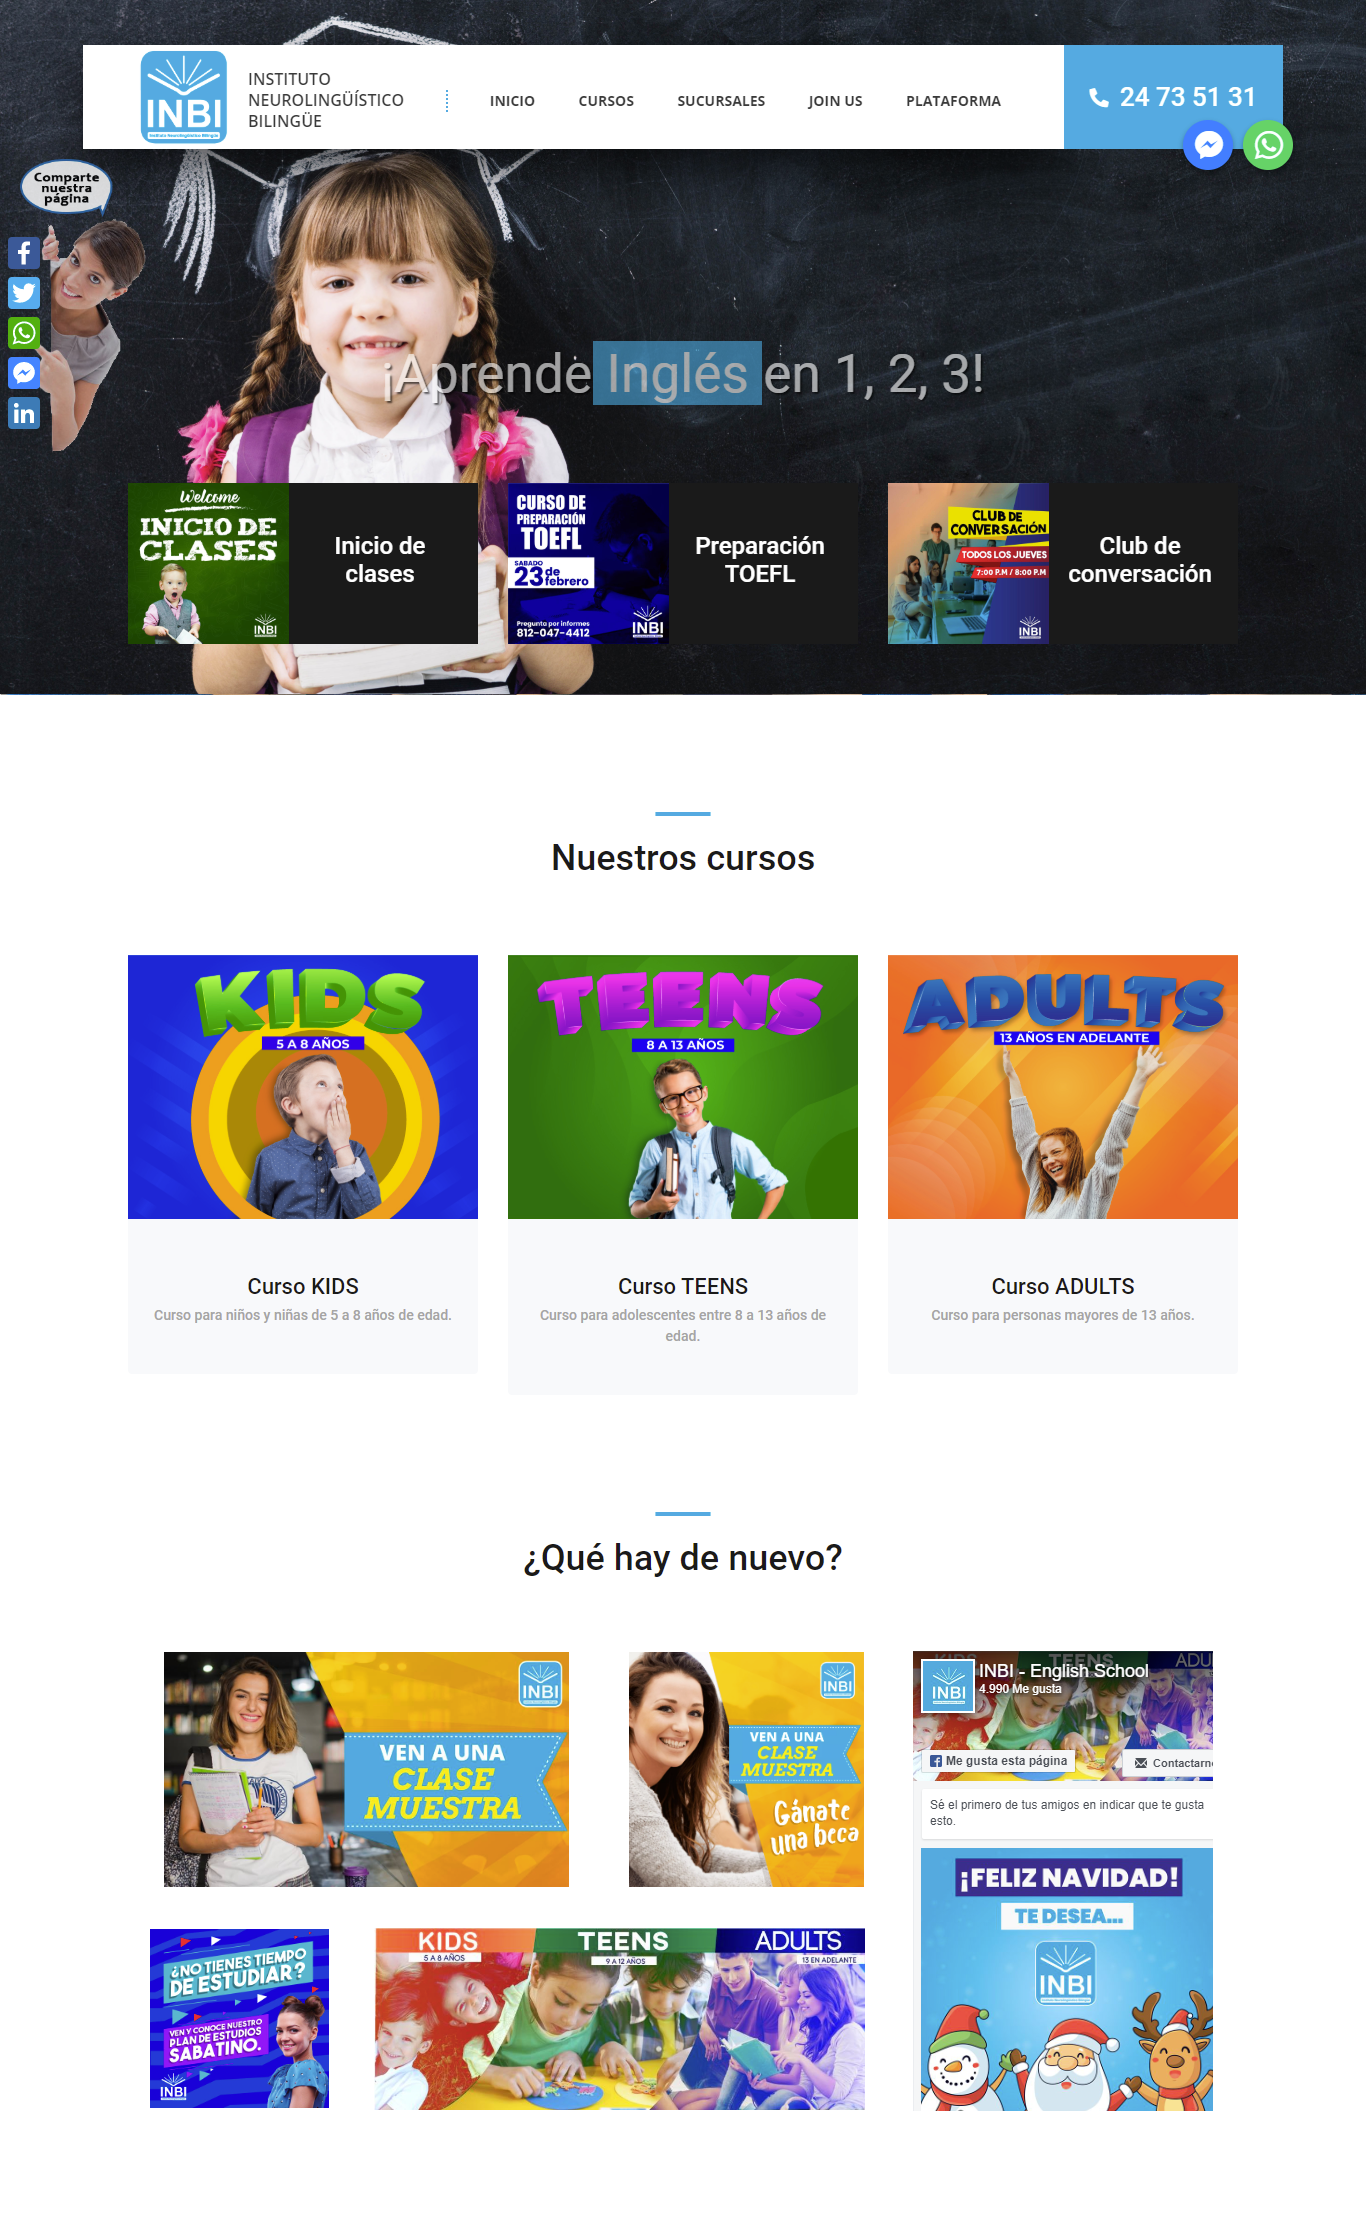 INBI
Instituto Neurolingüístico Bilingüe
INSTITUTO
NEUROLINGÜÍSTICO
BILINGÜE
INICIO
CURSOS
SUCURSALES
JOIN US
PLATAFORMA
24 73 51 31
Comparte
nuestra
página
¡Aprende Inglés en 1, 2, 3!
Welcome
INICIO DE
CLASES
INBI
Inicio de
clases
CURSO DE
PREPARACIÓN
TOEFL
SABADO
23 de
febrero
Pregunta por informes
812-047-4412
INBI
Preparación
TOEFL
CLUB DE
CONVERSACIÓN
TODOS LOS JUEVES
7:00 P.M / 8:00 P.M
INBI
Club de
conversación
Nuestros cursos
KIDS
5 A 8 AÑOS
TEENS
8 A 13 AÑOS
ADULTS
13 AÑOS EN ADELANTE
Curso KIDS
Curso para niños y niñas de 5 a 8 años de edad.
Curso TEENS
Curso para adolescentes entre 8 a 13 años de
edad.
Curso ADULTS
Curso para personas mayores de 13 años.
¿Qué hay de nuevo?
INBI
VEN A UNA
CLASE
MUESTRA
INBI
VEN A UNA
CLASE
MUESTRA
Gánate
una beca
INBI
INBI - English School
4.990 Me gusta
Me gusta esta página
Contactarno
Sé el primero de tus amigos en indicar que te gusta
esto.
¡FELIZ NAVIDAD!
TE DESEA...
INBI
¿NO TIENES TIEMPO
DE ESTUDIAR?
VEN Y CONOCE NUESTRO
PLAN DE ESTUDIOS
SABATINO.
INBI
KIDS
5 A 8 AÑOS
TEENS
9 A 12 AÑOS
ADULTS
13 EN ADELANTE